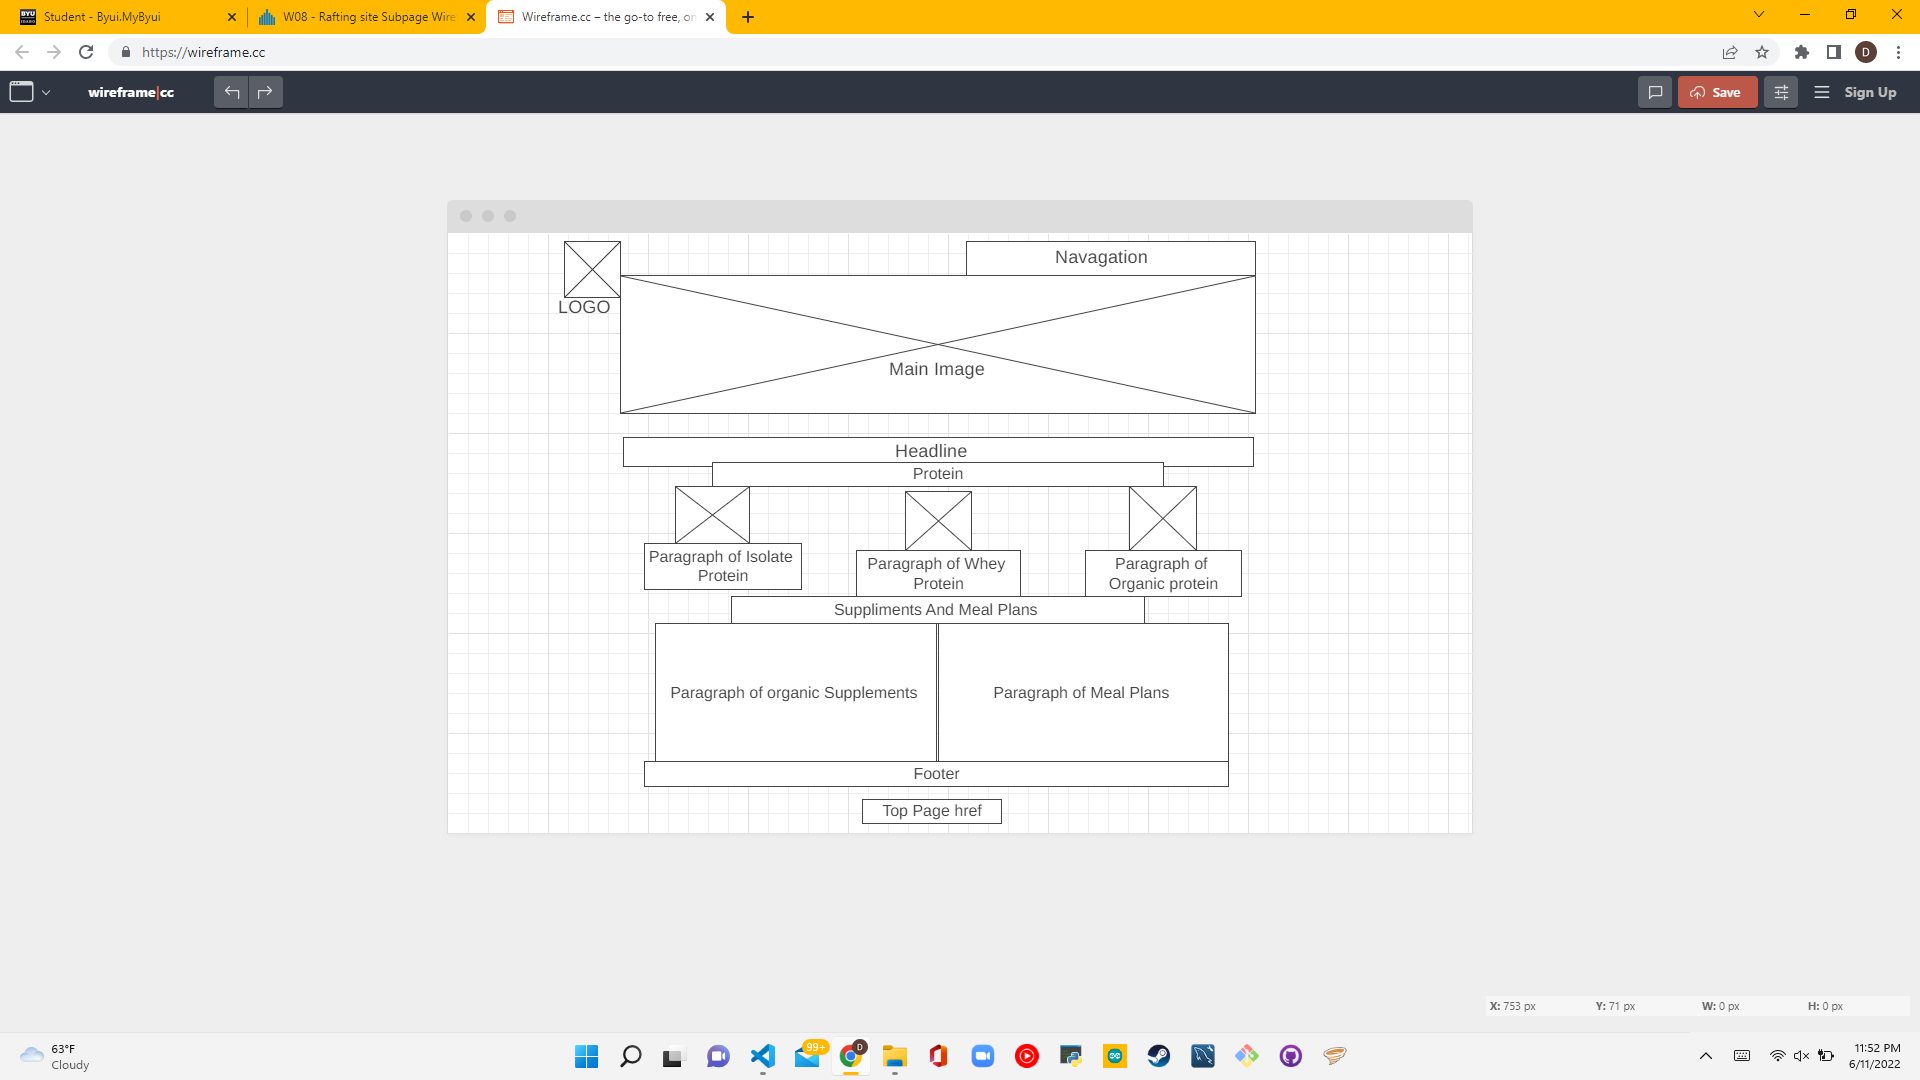 Student - Byui.MyByui
W08 - Rafting site Subpage Wire
Wireframe.cc – the go-to free, on
https://wireframe.cc
D
wireframe|cc
Save
Sign Up
Navagation
LOGO
Main Image
Headline
Protein
Paragraph of Isolate
Protein
Paragraph of Whey
Protein
Paragraph of
Organic protein
Suppliments And Meal Plans
Paragraph of organic Supplements
Paragraph of Meal Plans
Footer
Top Page href
X: 753 px Y: 71 px W: 0 px H: 0 px
63°F
Cloudy
99+
D
11:52 PM
6/11/2022